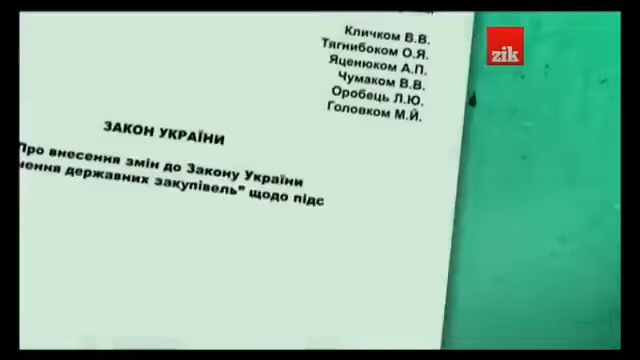 Кличком В.В.
Тягнибоком О.Я.
zik
Яценюком А.П.
Чумаком В.В.
Оробець Л.Ю.
Головком М.Й.
ЗАКОН УКРАЇНИ
Про внесення змін до Закону України
нення державних закупівель" щодо підс